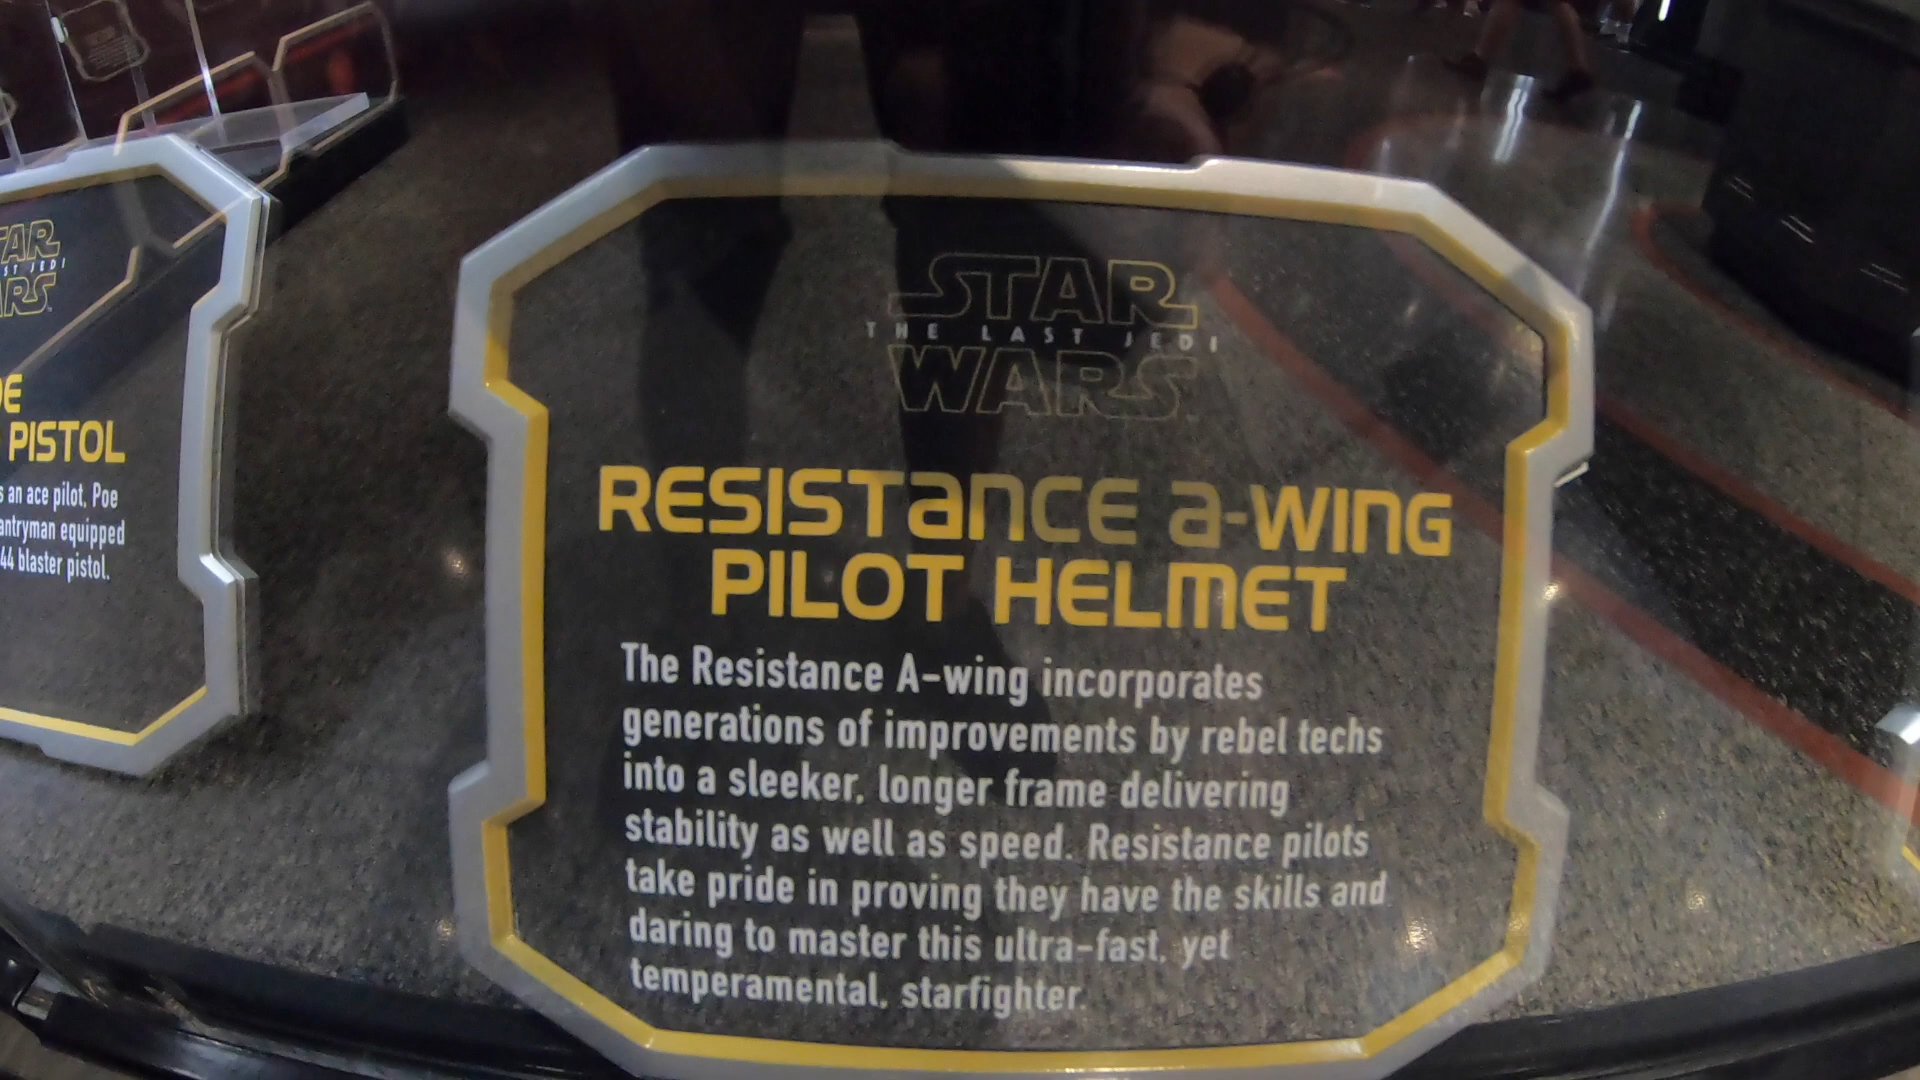 STAR
THE LAST JEDI
WARS
RESISTANCE A-WING
PILOT HELMET
The Resistance A-wing incorporates
generations of improvements by rebel techs
into a sleeker, longer frame delivering
stability as well as speed. Resistance pilots
take pride in proving they have the skills and
daring to master this ultra-fast, yet
temperamental, starfighter.
PISTOL
an ace pilot, Poe
equipped
44 blaster pistol.